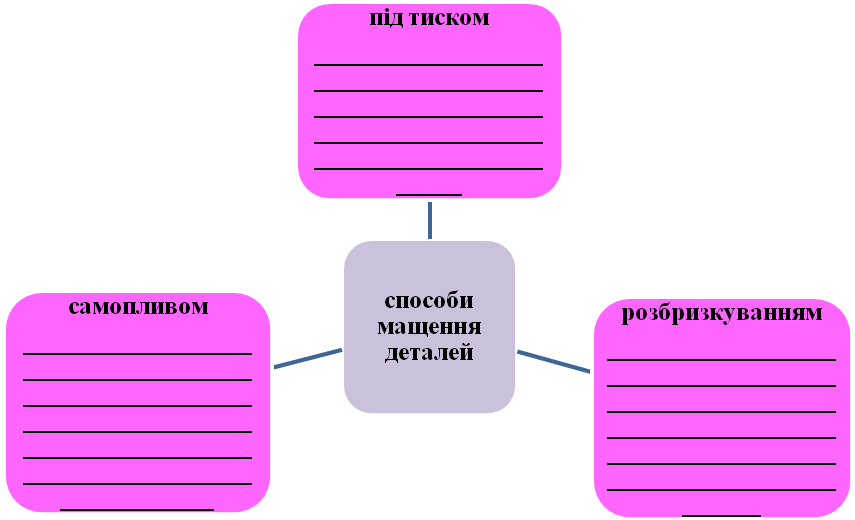 під тиском
способи
мащення
деталей
самопливом
розбризкуванням